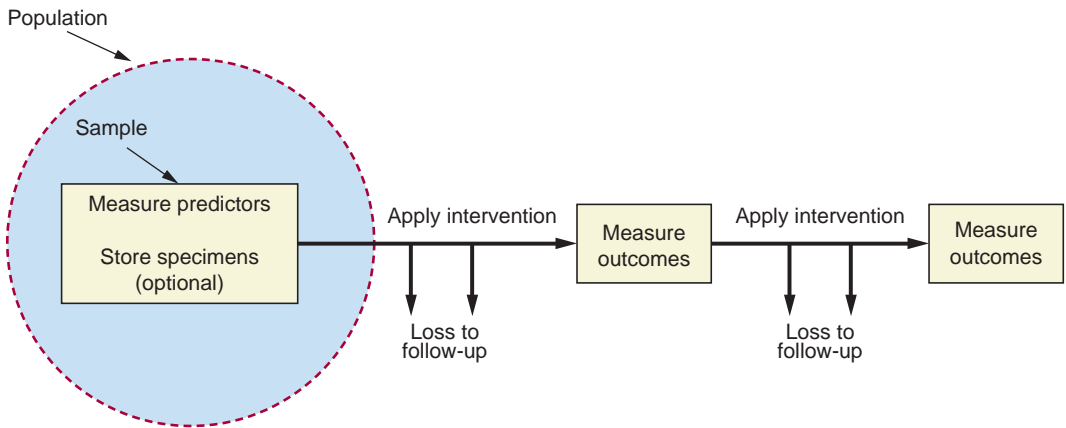 Population
Sample
Measure predictors
Store specimens
(optional)
Apply intervention
Loss to
follow-up
Measure
outcomes
Apply intervention
Loss to
follow-up
Measure
outcomes